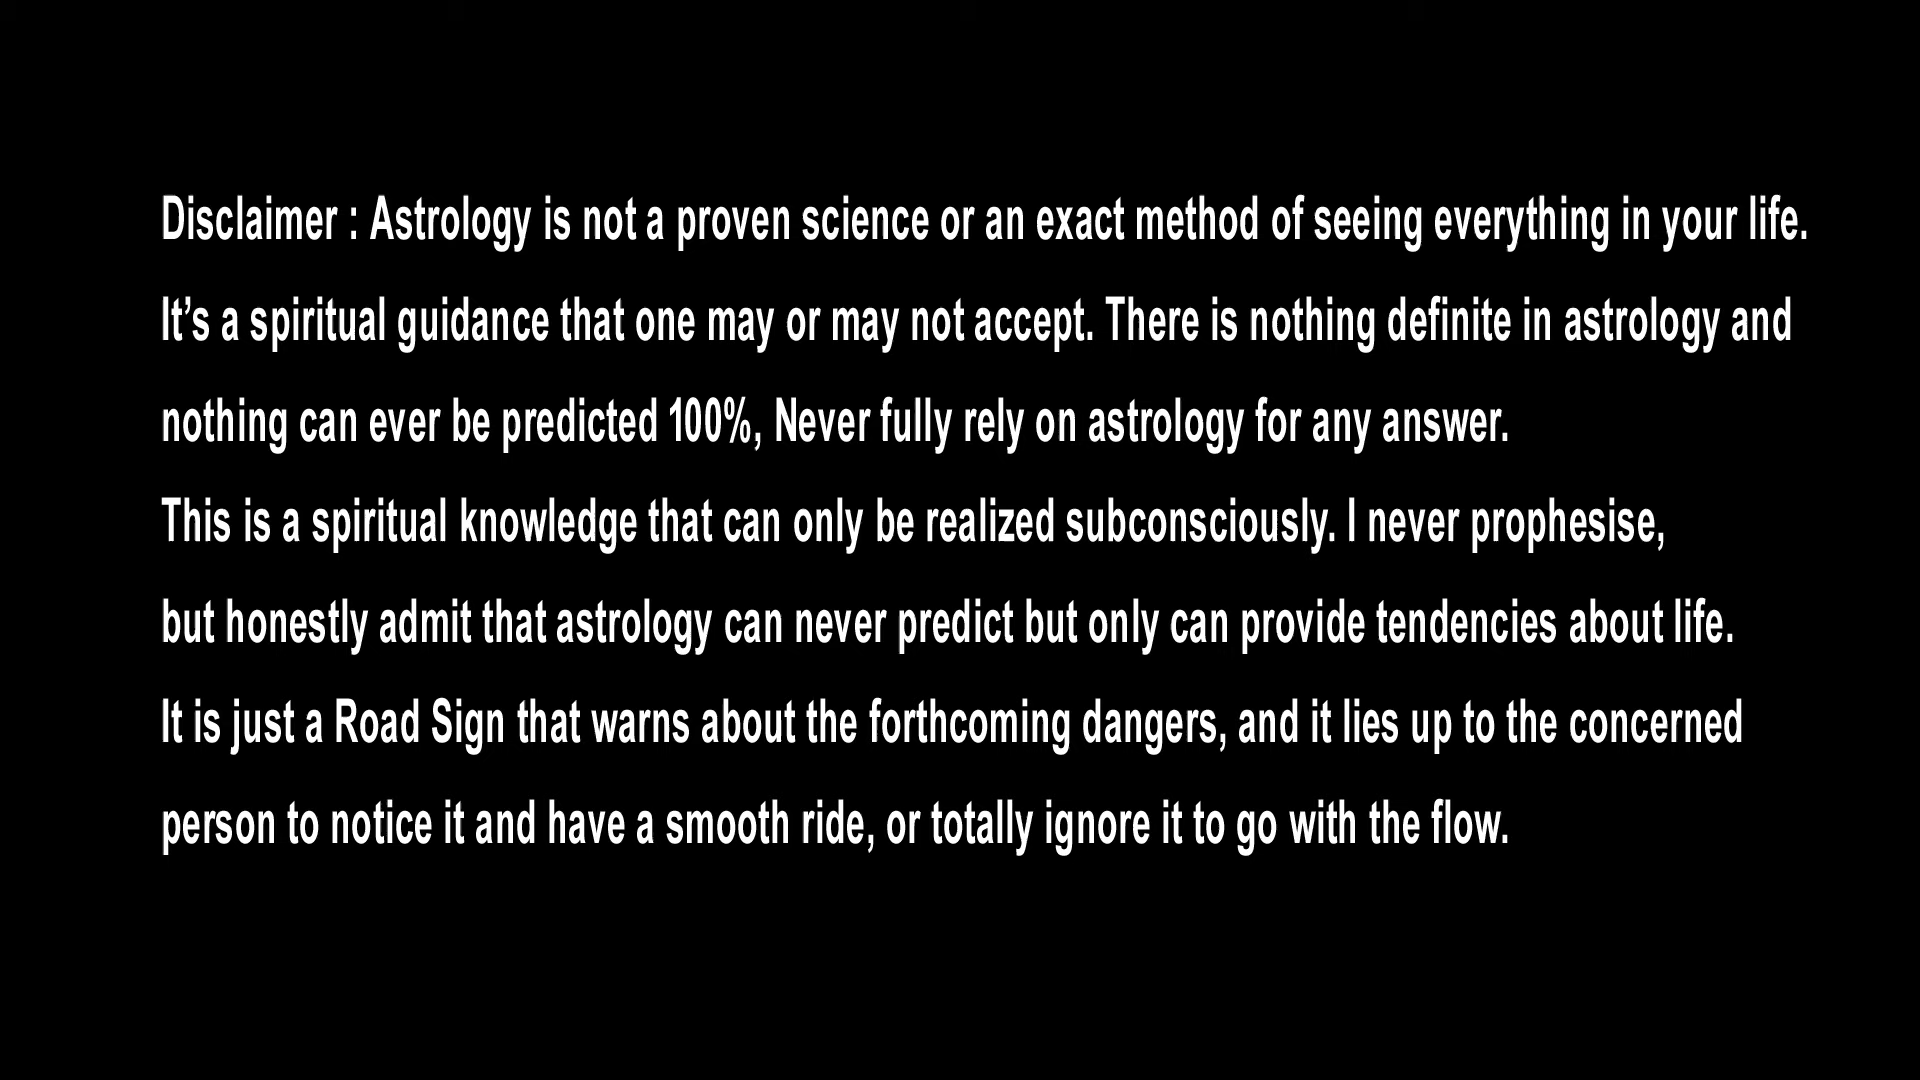 Disclaimer : Astrology is not a proven science or an exact method of seeing everything in your life.
It’s a spiritual guidance that one may or may not accept. There is nothing definite in astrology and
nothing can ever be predicted 100%, Never fully rely on astrology for any answer.
This is a spiritual knowledge that can only be realized subconsciously. I never prophesise,
but honestly admit that astrology can never predict but only can provide tendencies about life.
It is just a Road Sign that warns about the forthcoming dangers, and it lies up to the concerned
person to notice it and have a smooth ride, or totally ignore it to go with the flow.